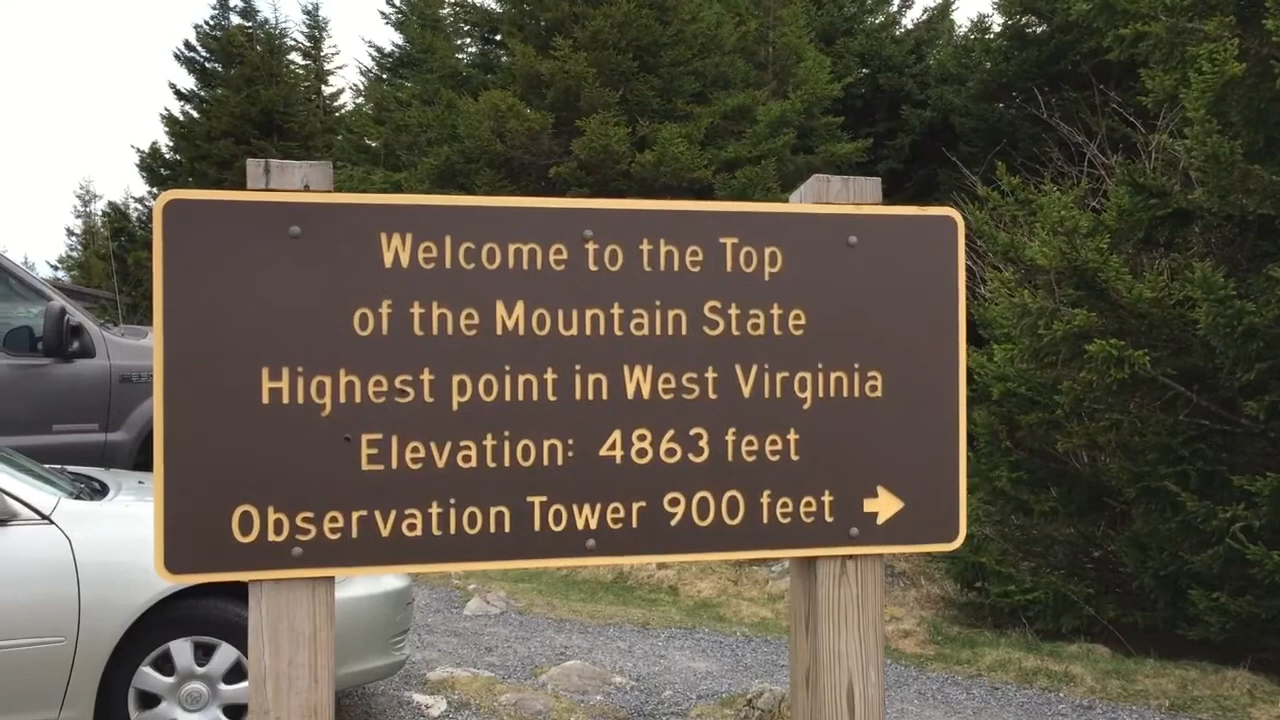 Welcome to the Top
of the Mountain State
Highest point in West Virginia
Elevation: 4863 feet
Observation Tower 900 feet